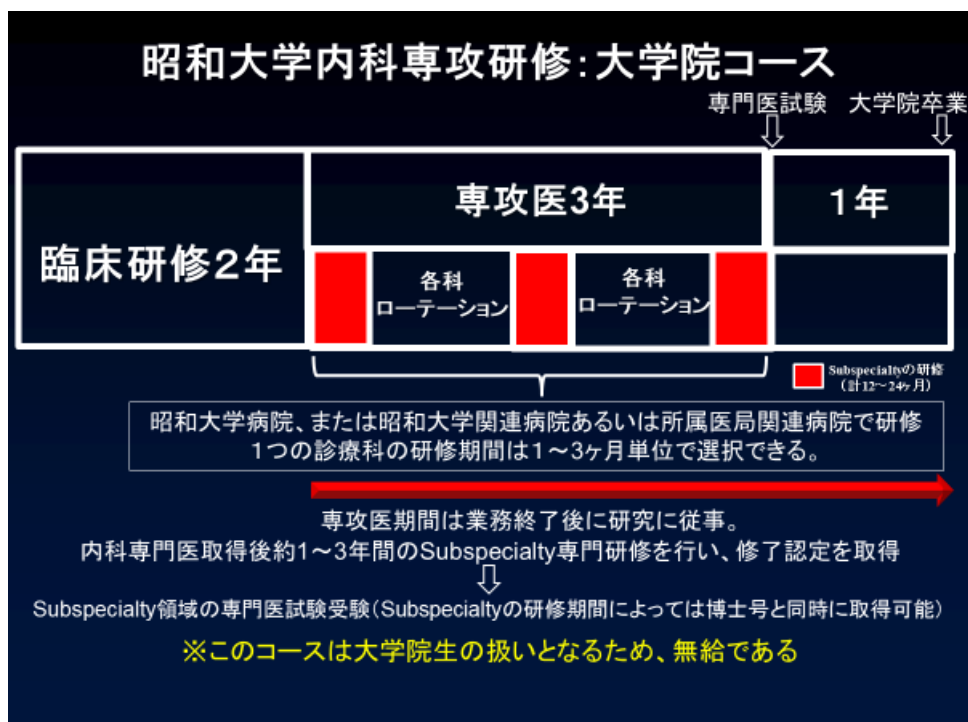 昭和大学内科専攻研修：大学院コース
専門医試験
大学院卒業
臨床研修２年
専攻医3年
１年
各科
ローテーション
各科
ローテーション
Subspecialtyの研修
（計12～24ヶ月）
昭和大学病院、または昭和大学関連病院あるいは所属医局関連病院で研修
１つの診療科の研修期間は１～３ヶ月単位で選択できる。
専攻医期間は業務終了後に研究に従事。
内科専門医取得後約1～3年間のSubspecialty専門研修を行い、修了認定を取得
Subspecialty領域の専門医試験受験（Subspecialtyの研修期間によっては博士号と同時に取得可能）
※このコースは大学院生の扱いとなるため、無給である